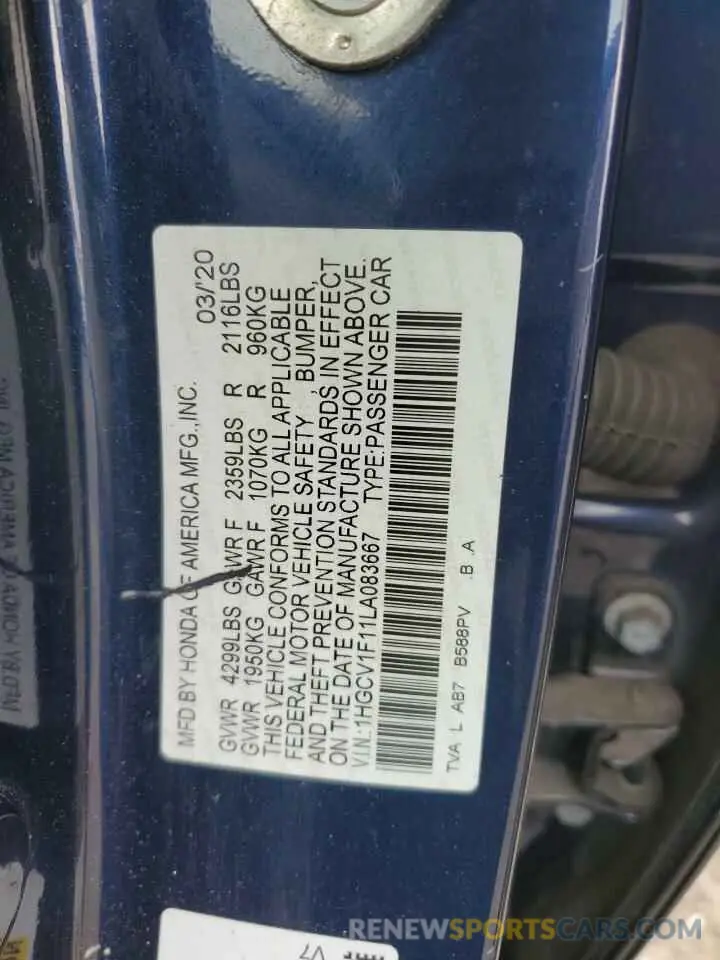 MFD BY HONDA OF AMERICA MFG.,INC. 03/'20
GVWR 4299LBS GAWR F 2359LBS R 2116LBS
GVWR 1950KG GAWR F 1070KG R 960KG
THIS VEHICLE CONFORMS TO ALL APPLICABLE
FEDERAL MOTOR VEHICLE SAFETY , BUMPER,
AND THEFT PREVENTION STANDARDS IN EFFECT
ON THE DATE OF MANUFACTURE SHOWN ABOVE.
V.I.N.:1HGCV1F11LA083667 TYPE:PASSENGER CAR
TVA L AB7 B588PV .B .A
RENEWSPORTSCARS.COM